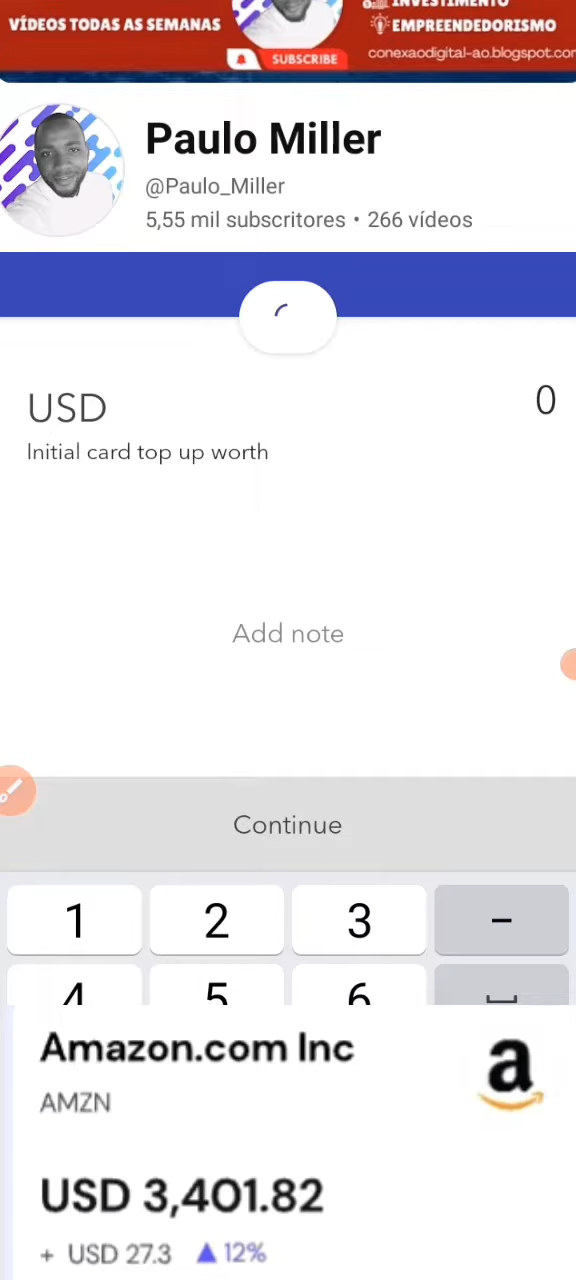 INVESTIMENTO
VÍDEOS TODAS AS SEMANAS
EMPREENDEDORISMO
SUBSCRIBE
conexaodigital-ao.blogspot.com
Paulo Miller
@Paulo_Miller
5,55 mil subscritores • 266 vídeos
USD
0
Initial card top up worth
Add note
Continue
1 2 3 -
4 5 6
Amazon.com Inc
a
AMZN
USD 3,401.82
+ USD 27.3 ▲ 12%